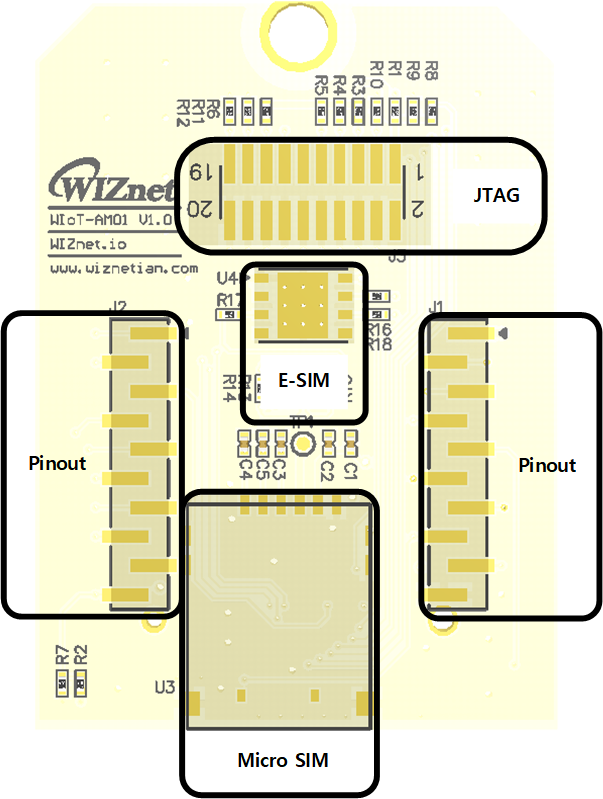 R12 R11 R6 R5 R4 R3 R10 R1 R9 R8
19 1
JTAG
20 2
WIZnet
WIoT-AM01 V1.0
WIZnet.io
www.wiznetian.com
U4
R17
R16
R18
E-SIM
R14
J2
J1
Pinout
Pinout
C4 C5 C3 C2 C1
R7 R2
U3
Micro SIM